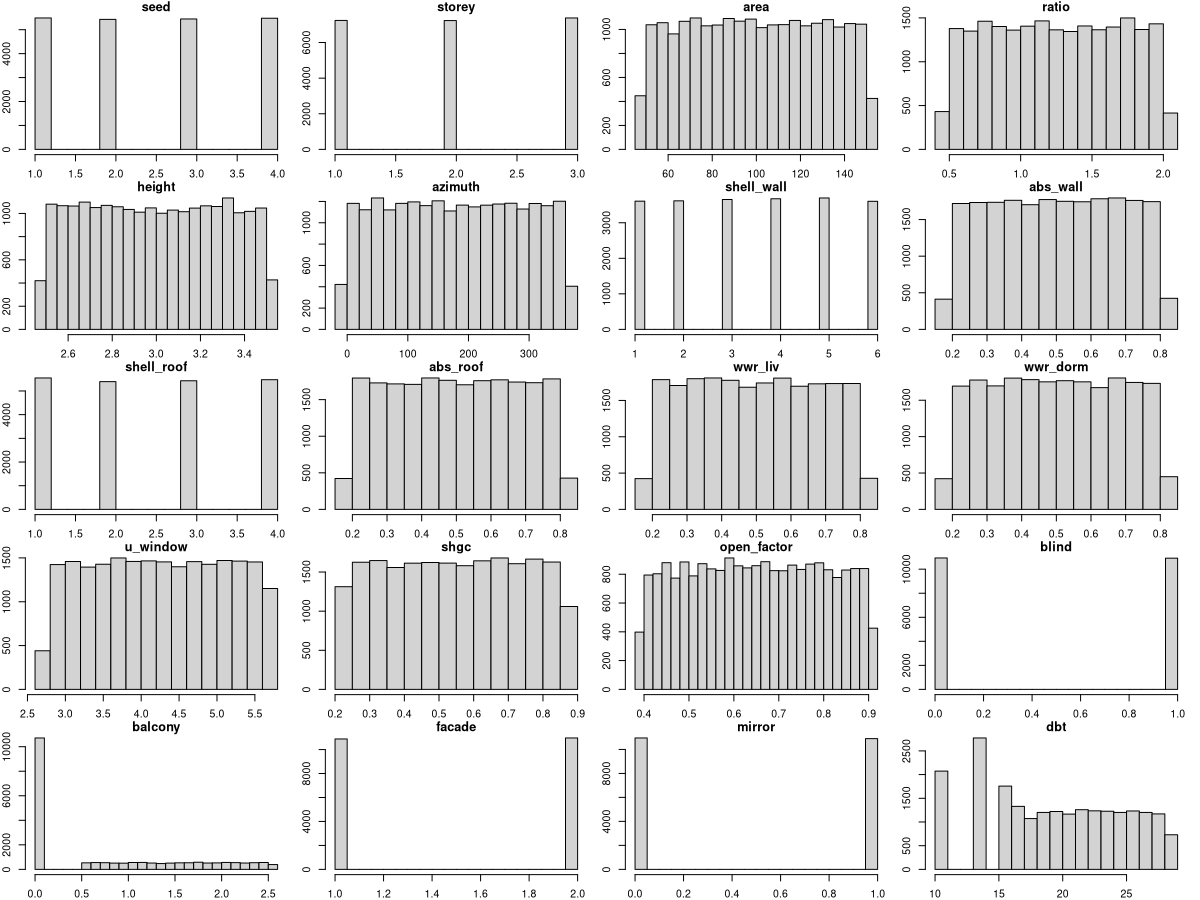 seed
0 2000 4000
1.0 1.5 2.0 2.5 3.0 3.5 4.0
storey
0 2000 4000 6000
1.0 1.5 2.0 2.5 3.0
area
0 200 600 1000
60 80 100 120 140
ratio
0 500 1000 1500
0.5 1.0 1.5 2.0
height
0 200 600 1000
2.6 2.8 3.0 3.2 3.4
azimuth
0 200 600 1000
0 100 200 300
shell_wall
0 1000 2000 3000
1 2 3 4 5 6
abs_wall
0 500 1000 1500
0.2 0.3 0.4 0.5 0.6 0.7 0.8
shell_roof
0 2000 4000
1.0 1.5 2.0 2.5 3.0 3.5 4.0
abs_roof
0 500 1000 1500
0.2 0.3 0.4 0.5 0.6 0.7 0.8
wwr_liv
0 500 1000 1500
0.2 0.3 0.4 0.5 0.6 0.7 0.8
wwr_dorm
0 500 1000 1500
0.2 0.3 0.4 0.5 0.6 0.7 0.8
u_window
0 500 1000 1500
2.5 3.0 3.5 4.0 4.5 5.0 5.5
shgc
0 500 1000 1500
0.2 0.3 0.4 0.5 0.6 0.7 0.8 0.9
open_factor
0 200 400 600 800
0.4 0.5 0.6 0.7 0.8 0.9
blind
0 2000 6000 10000
0.0 0.2 0.4 0.6 0.8 1.0
balcony
0 2000 6000 10000
0.0 0.5 1.0 1.5 2.0 2.5
facade
0 4000 8000
1.0 1.2 1.4 1.6 1.8 2.0
mirror
0 4000 8000
0.0 0.2 0.4 0.6 0.8 1.0
dbt
0 500 1500 2500
10 15 20 25